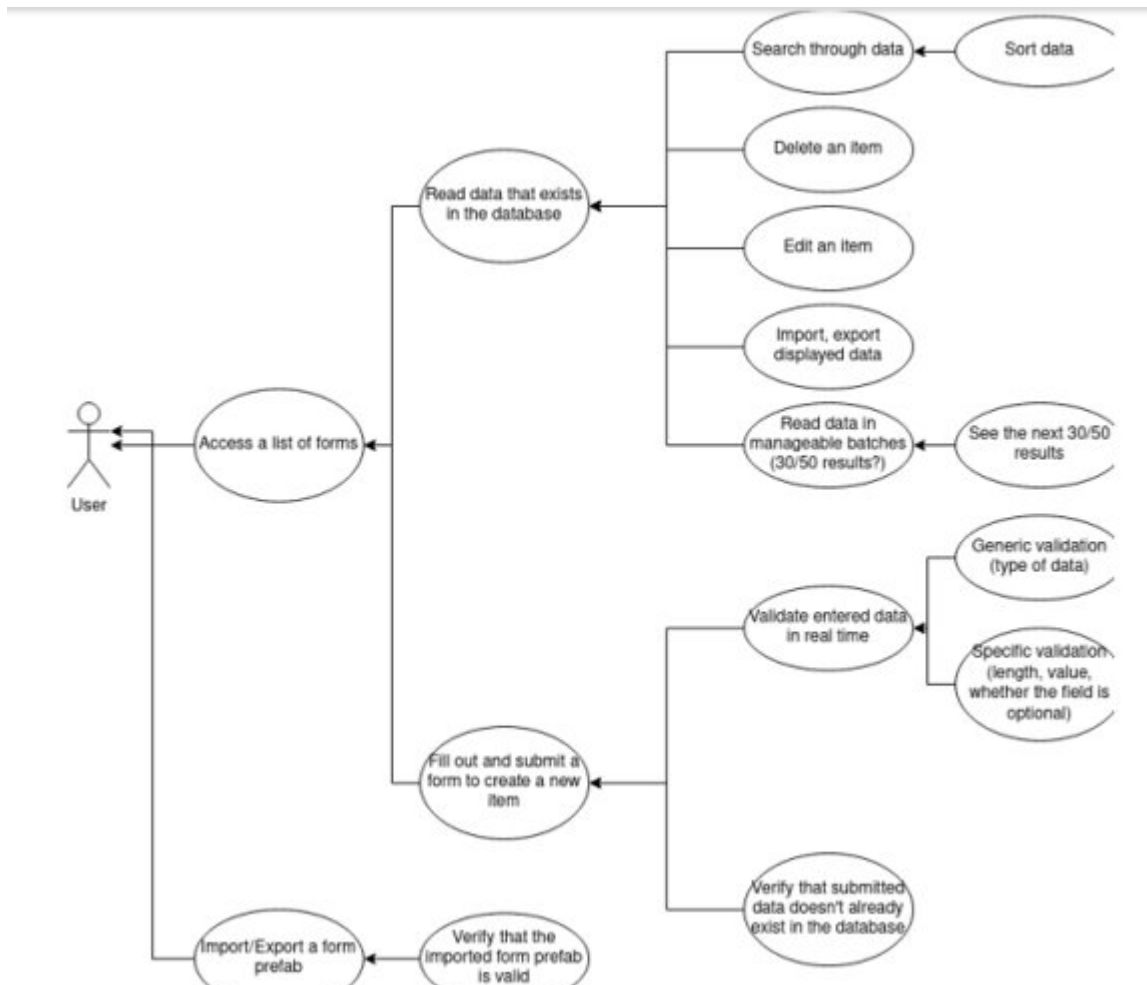 Search through data
Sort data
Delete an item
Read data that exists
in the database
Edit an item
Import, export
displayed data
Access a list of forms
Read data in
manageable batches
(30/50 results?)
See the next 30/50
results
User
Generic validation
(type of data)
Validate entered data
in real time
Specific validation
(length, value,
whether the field is
optional)
Fill out and submit a
form to create a new
item
Verify that submitted
data doesn't already
exist in the database
Import/Export a form
prefab
Verify that the
imported form prefab
is valid